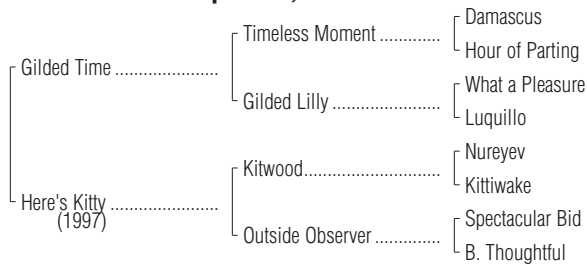 Gilded Time
Here's Kitty
(1997)
Timeless Moment
Gilded Lilly
Kitwood
Outside Observer
Damascus
Hour of Parting
What a Pleasure
Luquillo
Nureyev
Kittiwake
Spectacular Bid
B. Thoughtful